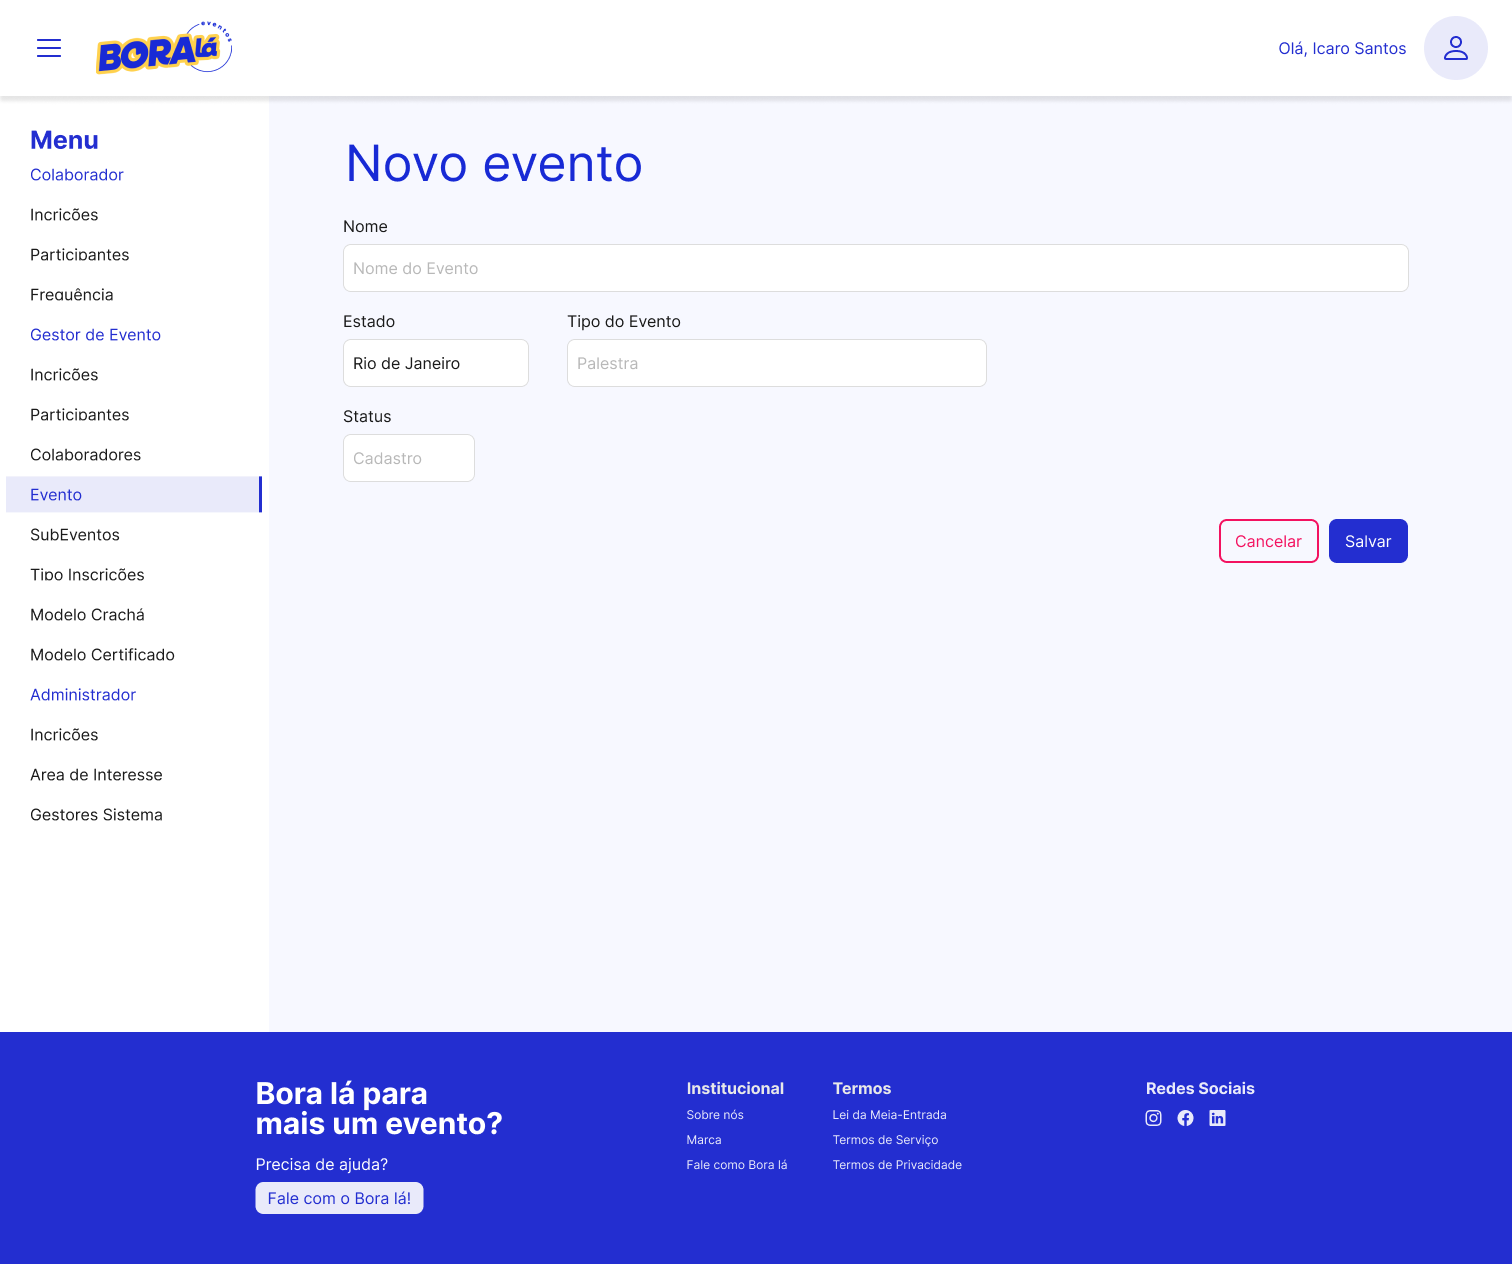 BORA lá
eventos
Olá, Icaro Santos
Menu
Colaborador
Incricões
Participantes
Frequência
Gestor de Evento
Incricões
Participantes
Colaboradores
Evento
SubEventos
Tipo Inscricões
Modelo Crachá
Modelo Certificado
Administrador
Incricões
Area de Interesse
Gestores Sistema
Novo evento
Nome
Nome do Evento
Estado
Tipo do Evento
Rio de Janeiro
Palestra
Status
Cadastro
Cancelar
Salvar
Bora lá para
mais um evento?
Precisa de ajuda?
Fale com o Bora lá!
Institucional
Sobre nós
Marca
Fale como Bora lá
Termos
Lei da Meia-Entrada
Termos de Serviço
Termos de Privacidade
Redes Sociais